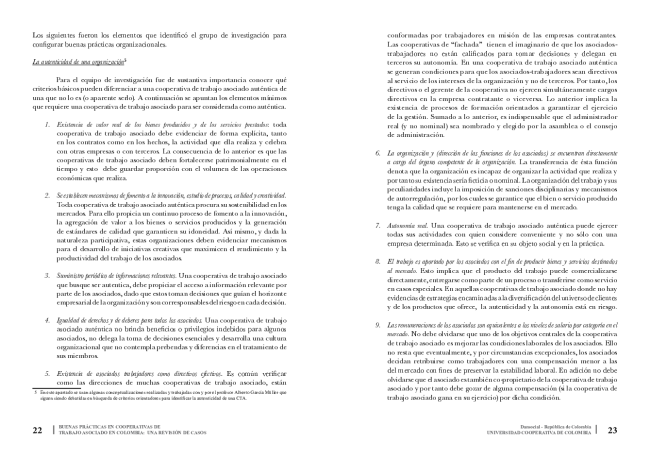 Los siguientes fueron los elementos que identificó el grupo de investigación para
configurar buenas prácticas organizacionales.
La autenticidad de una organización⁵
Para el equipo de investigación fue de sustantiva importancia conocer qué
criterios básicos pueden diferenciar a una cooperativa de trabajo asociado auténtica de
una que no lo es (o aparente serlo). A continuación se apuntan los elementos mínimos
que requiere una cooperativa de trabajo asociado para ser considerada como auténtica.
1. Existencia de valor real de los bienes producidos y de los servicios prestados: toda
cooperativa de trabajo asociado debe evidenciar de forma explícita, tanto
en los contratos como en los hechos, la actividad que ella realiza y celebra
con otras empresas o con terceros. La consecuencia de lo anterior es que las
cooperativas de trabajo asociado deben fortalecerse patrimonialmente en el
tiempo y esto debe guardar proporción con el volumen de las operaciones
económicas que realiza.
2. Se establecen mecanismos de fomento a la innovación, estudio de procesos, calidad y creatividad.
Toda cooperativa de trabajo asociado auténtica procura su sostenibilidad en los
mercados. Para ello propicia un continuo proceso de fomento a la innovación,
la agregación de valor a los bienes o servicios producidos y la generación
de estándares de calidad que garanticen su idoneidad. Así mismo, y dada la
naturaleza participativa, estas organizaciones deben evidenciar mecanismos
para el desarrollo de iniciativas creativas que maximicen el rendimiento y la
productividad del trabajo de los asociados.
3. Suministro periódico de informaciones relevantes. Una cooperativa de trabajo asociado
que busque ser autentica, debe propiciar el acceso a información relevante por
parte de los asociados, dado que estos toman decisiones que guían el horizonte
empresarial de la organización y son corresponsables del riesgo en cada decisión.
4. Igualdad de derechos y de deberes para todos los asociados. Una cooperativa de trabajo
asociado auténtica no brinda beneficios o privilegios indebidos para algunos
asociados, no delega la toma de decisiones esenciales y desarrolla una cultura
organizacional que no contempla prebendas y diferencias en el tratamiento de
sus miembros.
5. Existencia de asociados trabajadores como directivos efectivos. Es común verificar
como las direcciones de muchas cooperativas de trabajo asociado, están
5 En este apartado se usan algunas conceptualizaciones realizadas y trabajadas con y por el profesor Alberto García Müller que
siguen siendo debatidas en búsqueda de criterios orientadores para identificar la autenticidad de una CTA.
22
BUENAS PRÁCTICAS EN COOPERATIVAS DE
TRABAJO ASOCIADO EN COLOMBIA: UNA REVISIÓN DE CASOS
conformadas por trabajadores en misión de las empresas contratantes.
Las cooperativas de "fachada" tienen el imaginario de que los asociados-
trabajadores no están calificados para tomar decisiones y delegan en
terceros su autonomía. En una cooperativa de trabajo asociado auténtica
se generan condiciones para que los asociados-trabajadores sean directivos
al servicio de los intereses de la organización y no de terceros. Por tanto, los
directivos o el gerente de la cooperativa no ejercen simultáneamente cargos
directivos en la empresa contratante o viceversa. Lo anterior implica la
existencia de procesos de formación orientados a garantizar el ejercicio
de la gestión. Sumado a lo anterior, es indispensable que el administrador
real (y no nominal) sea nombrado y elegido por la asamblea o el consejo
de administración.
6. La organización y (dirección de las funciones de los asociados) se encuentran directamente
a cargo del órgano competente de la organización. La transferencia de ésta función
denota que la organización es incapaz de organizar la actividad que realiza y
por tanto su existencia sería ficticia o nominal. La organización del trabajo y sus
peculiaridades incluye la imposición de sanciones disciplinarias y mecanismos
de autorregulación, por los cuales se garantice que el bien o servicio producido
tenga la calidad que se requiere para mantenerse en el mercado.
7. Autonomía real. Una cooperativa de trabajo asociado auténtica puede ejercer
todas sus actividades con quien considere conveniente y no sólo con una
empresa determinada. Esto se verifica en su objeto social y en la práctica.
8. El trabajo es aportado por los asociados con el fin de producir bienes y servicios destinados
al mercado. Esto implica que el producto del trabajo puede comercializarse
directamente, entregarse como parte de un proceso o transferirse como servicio
en casos especiales. En aquellas cooperativas de trabajo asociado donde no hay
evidencias de estrategias encaminadas a la diversificación del universo de clientes
y de los productos que ofrece, la autenticidad y la autonomía está en riesgo.
9. Las remuneraciones de los asociados son equivalentes a los niveles de salario por categoría en el
mercado. No debe olvidarse que uno de los objetivos centrales de la cooperativa
de trabajo asociado es mejorar las condiciones laborales de los asociados. Ello
no resta que eventualmente, y por circunstancias excepcionales, los asociados
decidan retribuirse como trabajadores con una compensación menor a las
del mercado con fines de preservar la estabilidad laboral. En adición no debe
olvidarse que el asociado es también co-propietario de la cooperativa de trabajo
asociado y por tanto debe gozar de alguna compensación (si la cooperativa de
trabajo asociado gana en su ejercicio) por dicha condición.
Dansocial - República de Colombia
UNIVERSIDAD COOPERATIVA DE COLOMBIA
23